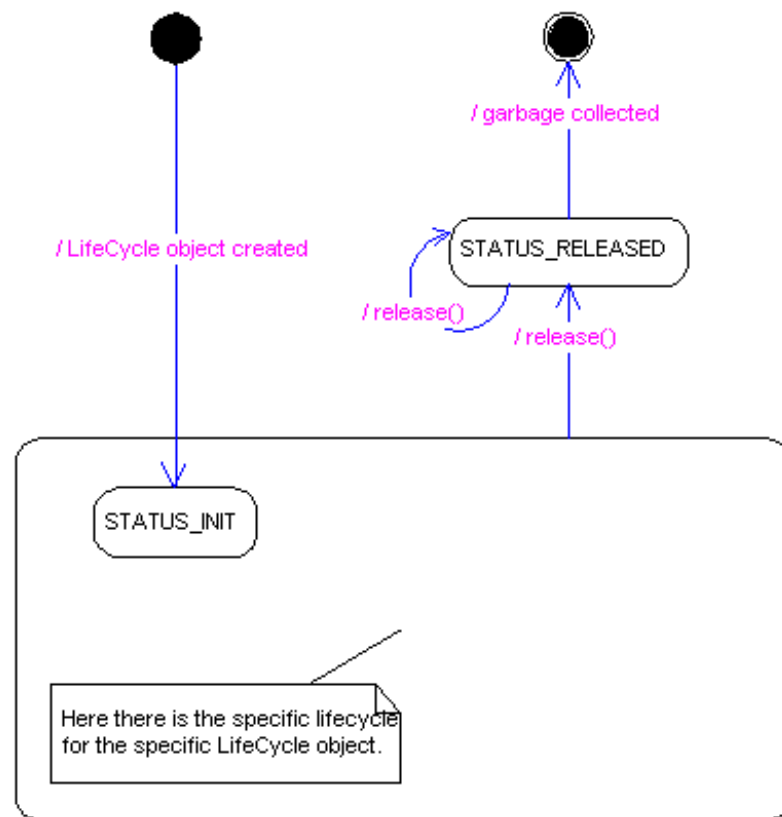 / garbage collected
/ LifeCycle object created
STATUS_RELEASED
/ release()
/ release()
STATUS_INIT
Here there is the specific lifecycle
for the specific LifeCycle object.